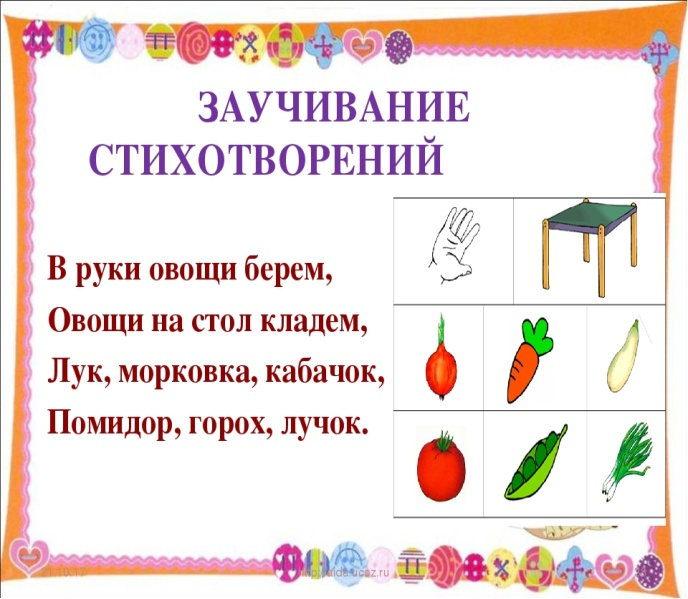 ЗАУЧИВАНИЕ
СТИХОТВОРЕНИЙ
В руки овощи берем,
Овощи на стол кладем,
Лук, морковка, кабачок,
Помидор, горох, лучок.